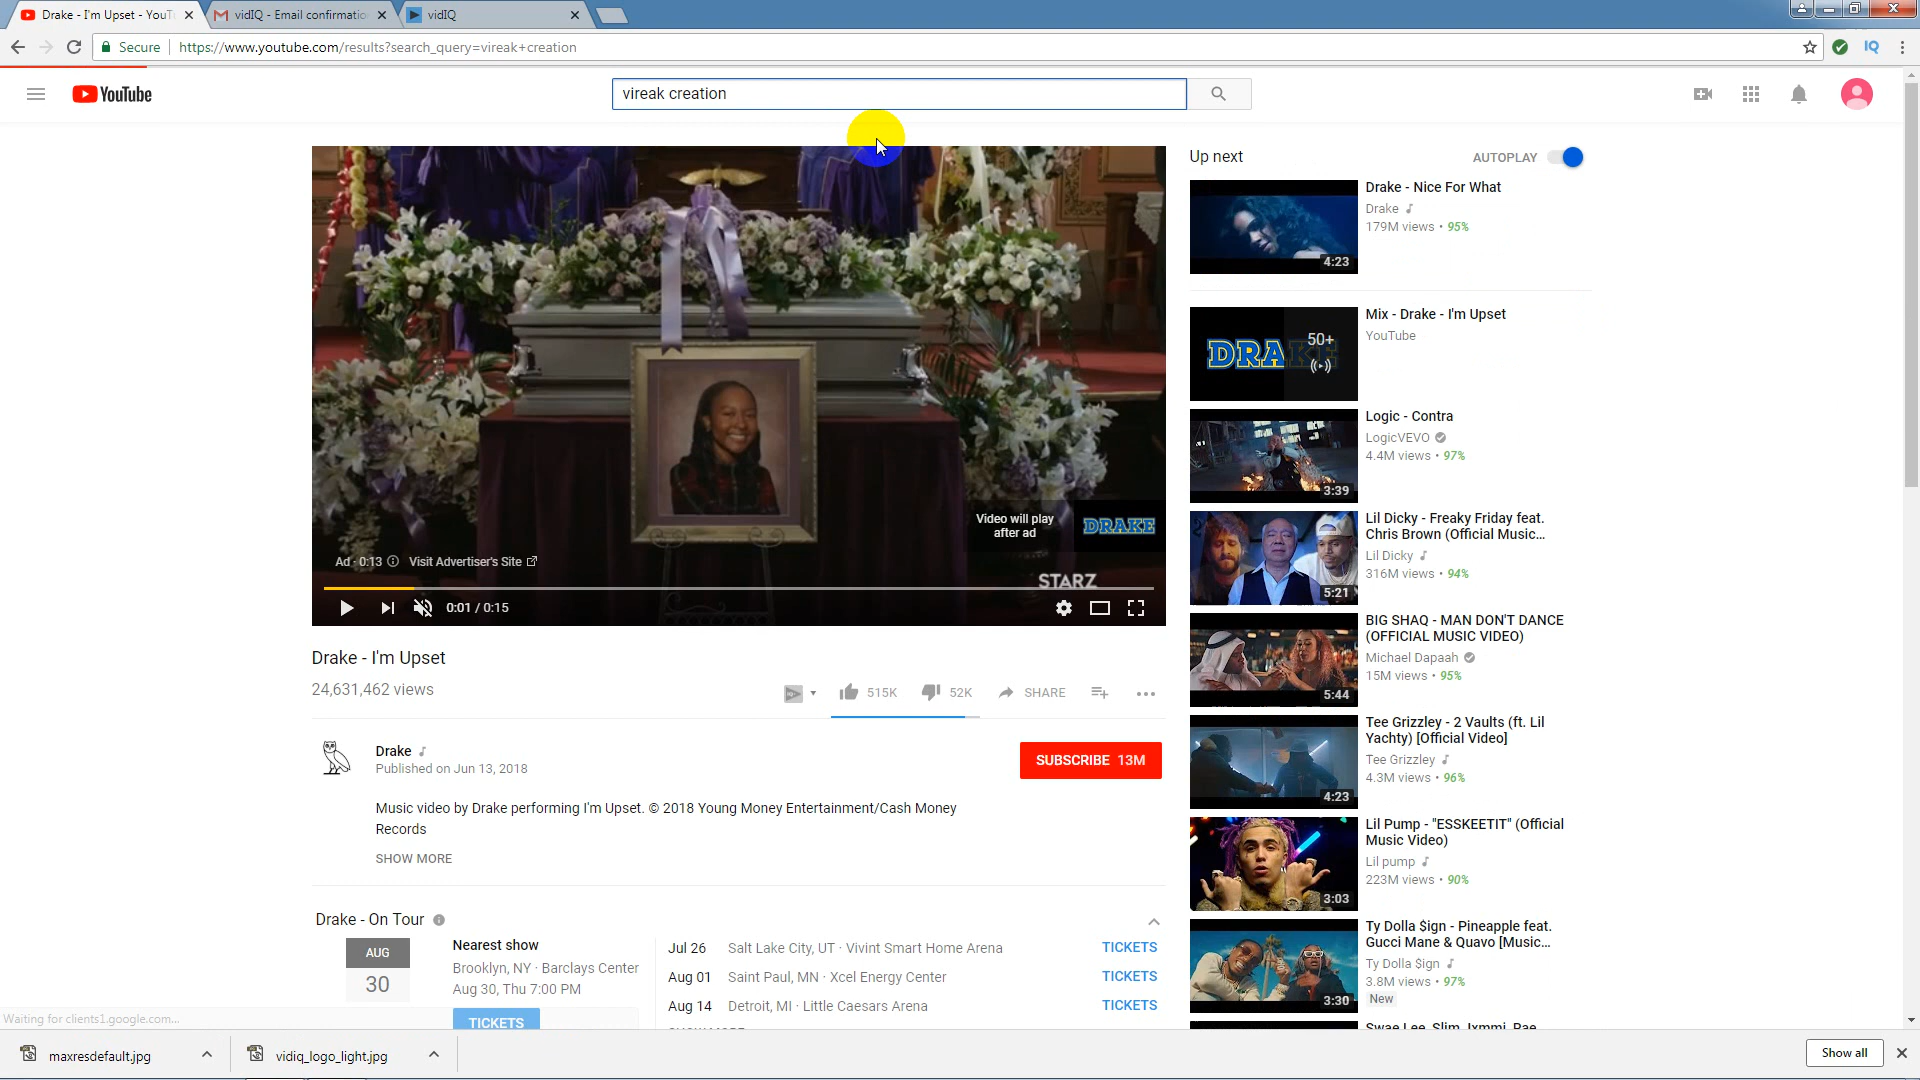 Drake - I'm Upset - YouT
vidIQ - Email confirmatio
vidIQ
Secure
https://www.youtube.com/results?search_query=vireak+creation
IQ
YouTube
vireak creation
Up next
AUTOPLAY
Drake - Nice For What
Drake
179M views • 95%
4:23
Mix - Drake - I'm Upset
YouTube
50+
DRAKE
Logic - Contra
LogicVEVO
4.4M views • 97%
3:39
Lil Dicky - Freaky Friday feat.
Chris Brown (Official Music...
Lil Dicky
316M views • 94%
5:21
BIG SHAQ - MAN DON'T DANCE
(OFFICIAL MUSIC VIDEO)
Michael Dapaah
15M views • 95%
5:44
Tee Grizzley - 2 Vaults (ft. Lil
Yachty) [Official Video]
Tee Grizzley
4.3M views • 96%
4:23
Lil Pump - "ESSKEETIT" (Official
Music Video)
Lil pump
223M views • 90%
3:03
Ty Dolla $ign - Pineapple feat.
Gucci Mane & Quavo [Music...
Ty Dolla $ign
3.8M views • 97%
New
3:30
Swae Lee, Slim Jxmmi, Rae
Video will play
after ad
DRAKE
Ad · 0:13
Visit Advertiser's Site
STARZ
0:01 / 0:15
Drake - I'm Upset
24,631,462 views
515K
52K
SHARE
Drake
Published on Jun 13, 2018
SUBSCRIBE 13M
Music video by Drake performing I'm Upset. © 2018 Young Money Entertainment/Cash Money
Records
SHOW MORE
Drake - On Tour
AUG
30
Nearest show
Brooklyn, NY · Barclays Center
Aug 30, Thu 7:00 PM
TICKETS
Jul 26 Salt Lake City, UT · Vivint Smart Home Arena TICKETS
Aug 01 Saint Paul, MN · Xcel Energy Center TICKETS
Aug 14 Detroit, MI · Little Caesars Arena TICKETS
Waiting for clients1.google.com...
maxresdefault.jpg
vidiq_logo_light.jpg
Show all